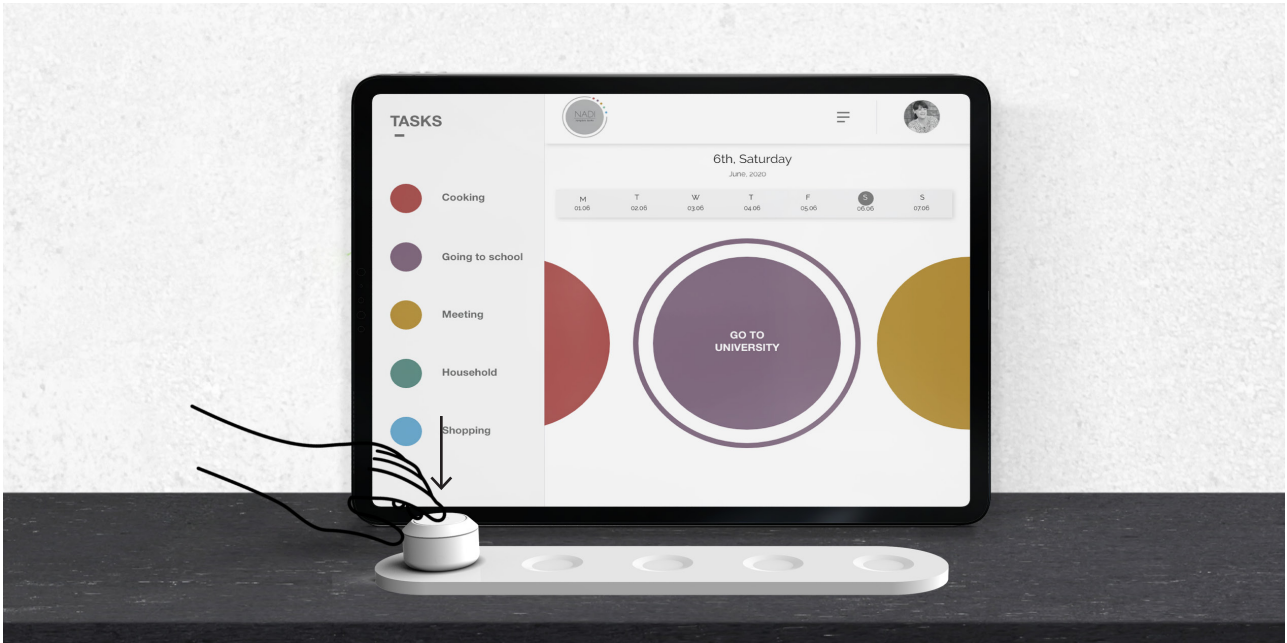 TASKS
Cooking
Going to school
Meeting
Household
Shopping
NADI
6th, Saturday
June, 2020
M T W T F S S
01.06 02.06 03.06 04.06 05.06 06.06 07.06
GO TO
UNIVERSITY